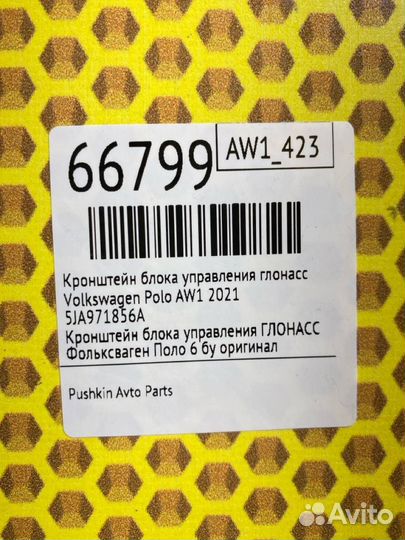 66799
AW1_423
Кронштейн блока управления глонасс
Volkswagen Polo AW1 2021
5JA971856A
Кронштейн блока управления ГЛОНАСС
Фольксваген Поло 6 бу оригинал
Pushkin Avto Parts
Avito